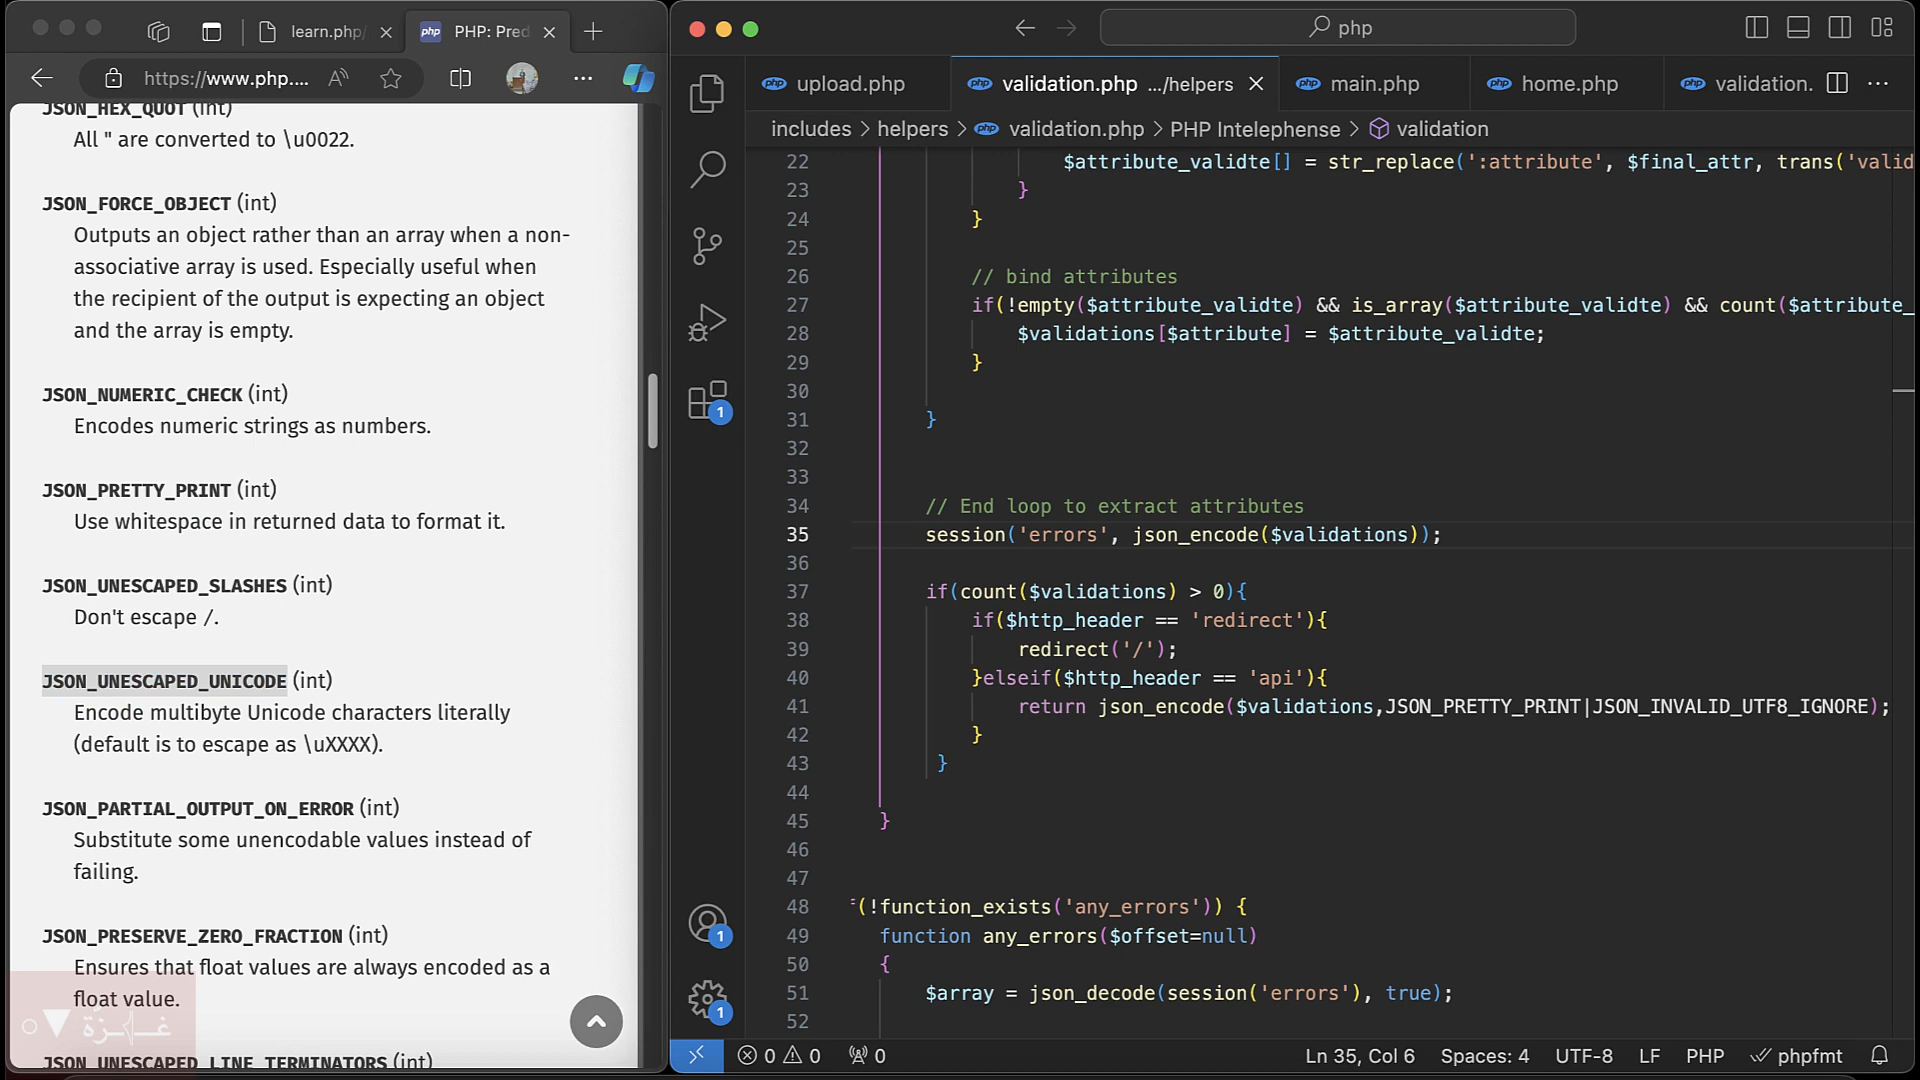 learn.php/
PHP: Pred
https://www.php....
JSON_HEX_QUOT (int)
All " are converted to \u0022.
JSON_FORCE_OBJECT (int)
Outputs an object rather than an array when a non-
associative array is used. Especially useful when
the recipient of the output is expecting an object
and the array is empty.
JSON_NUMERIC_CHECK (int)
Encodes numeric strings as numbers.
JSON_PRETTY_PRINT (int)
Use whitespace in returned data to format it.
JSON_UNESCAPED_SLASHES (int)
Don't escape /.
JSON_UNESCAPED_UNICODE (int)
Encode multibyte Unicode characters literally
(default is to escape as \uXXXX).
JSON_PARTIAL_OUTPUT_ON_ERROR (int)
Substitute some unencodable values instead of
failing.
JSON_PRESERVE_ZERO_FRACTION (int)
Ensures that float values are always encoded as a
float value.
JSON_UNESCAPED_LINE_TERMINATORS (int)
php
upload.php
validation.php .../helpers
main.php
home.php
validation.
includes > helpers > validation.php > PHP Intelephense > validation
22 $attribute_validte[] = str_replace(':attribute', $final_attr, trans('valid
23 }
24 }
25
26 // bind attributes
27 if(!empty($attribute_validte) && is_array($attribute_validte) && count($attribute_
28 $validations[$attribute] = $attribute_validte;
29 }
30
31 }
32
33
34 // End loop to extract attributes
35 session('errors', json_encode($validations));
36
37 if(count($validations) > 0){
38 if($http_header == 'redirect'){
39 redirect('/');
40 }elseif($http_header == 'api'){
41 return json_encode($validations,JSON_PRETTY_PRINT|JSON_INVALID_UTF8_IGNORE);
42 }
43 }
44
45 }
46
47
48 (!function_exists('any_errors')) {
49 function any_errors($offset=null)
50 {
51 $array = json_decode(session('errors'), true);
52
0 0 0
Ln 35, Col 6 Spaces: 4 UTF-8 LF PHP phpfmt